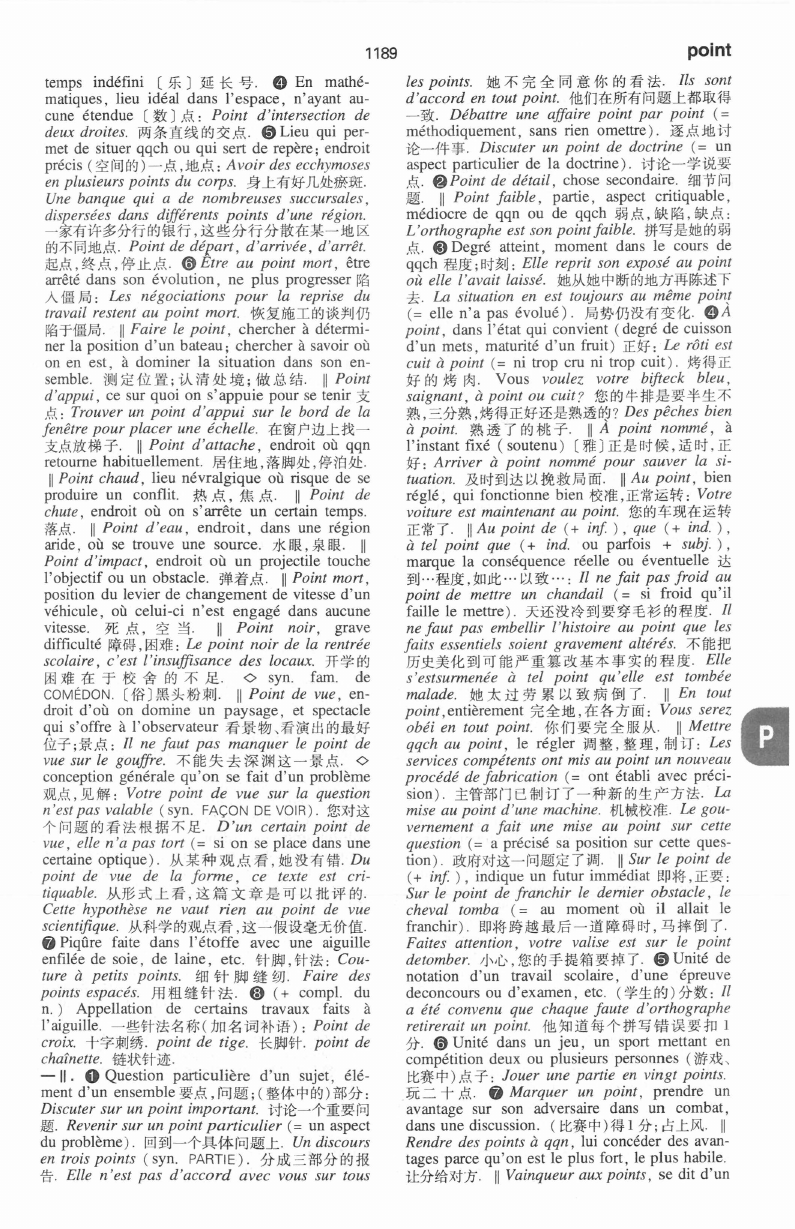 1189
point
temps indéfini〔乐〕延长号. ❹ En mathé-
matiques, lieu idéal dans l'espace, n'ayant au-
cune étendue〔数〕点: Point d'intersection de
deux droites. 两条直线的交点. ❺ Lieu qui per-
met de situer qqch ou qui sert de repère; endroit
précis (空间的)一点,地点: Avoir des ecchymoses
en plusieurs points du corps. 身上有好几处瘀斑.
Une banque qui a de nombreuses succursales,
dispersées dans différents points d'une région.
一家有许多分行的银行,这些分行分散在某一地区
的不同地点. Point de départ, d'arrivée, d'arrêt.
起点,终点,停止点. ❻ Être au point mort, être
arrêté dans son évolution, ne plus progresser 陷
入僵局: Les négociations pour la reprise du
travail restent au point mort. 恢复施工的谈判仍
陷于僵局. ‖ Faire le point, chercher à détermi-
ner la position d'un bateau; chercher à savoir où
on en est, à dominer la situation dans son en-
semble. 测定位置;认清处境;做总结. ‖ Point
d'appui, ce sur quoi on s'appuie pour se tenir 支
点: Trouver un point d'appui sur le bord de la
fenêtre pour placer une échelle. 在窗户边上找一
支点放梯子. ‖ Point d'attache, endroit où qqn
retourne habituellement. 居住地,落脚处,停泊处.
‖ Point chaud, lieu névralgique où risque de se
produire un conflit. 热点, 焦点. ‖ Point de
chute, endroit où on s'arrête un certain temps.
落点. ‖ Point d'eau, endroit, dans une région
aride, où se trouve une source. 水眼,泉眼. ‖
Point d'impact, endroit où un projectile touche
l'objectif ou un obstacle. 弹着点. ‖ Point mort,
position du levier de changement de vitesse d'un
véhicule, où celui-ci n'est engagé dans aucune
vitesse. 死点, 空当. ‖ Point noir, grave
difficulté 障碍,困难: Le point noir de la rentrée
scolaire, c'est l'insuffisance des locaux. 开学的
困难在于校舍的不足. ◇ syn. fam. de
COMÉDON. 〔俗〕黑头粉刺. ‖ Point de vue, en-
droit d'où on domine un paysage, et spectacle
qui s'offre à l'observateur 看景物、看演出的最好
位子;景点: Il ne faut pas manquer le point de
vue sur le gouffre. 不能失去深渊这一景点. ◇
conception générale qu'on se fait d'un problème
观点,见解: Votre point de vue sur la question
n'est pas valable (syn. FAÇON DE VOIR). 您对这
个问题的看法根据不足. D'un certain point de
vue, elle n'a pas tort (= si on se place dans une
certaine optique). 从某种观点看,她没有错. Du
point de vue de la forme, ce texte est cri-
tiquable. 从形式上看,这篇文章是可以批评的.
Cette hypothèse ne vaut rien au point de vue
scientifique. 从科学的观点看,这一假设毫无价值.
❼ Piqûre faite dans l'étoffe avec une aiguille
enfilée de soie, de laine, etc. 针脚,针法: Cou-
ture à petits points. 细针脚缝纫. Faire des
points espacés. 用粗缝针法. ❽ (+ compl. du
n.) Appellation de certains travaux faits à
l'aiguille. 一些针法名称(加名词补语): Point de
croix. 十字刺绣. point de tige. 长脚针. point de
chaînette. 链状针迹.
— II. ❶ Question particulière d'un sujet, élé-
ment d'un ensemble 要点,问题;(整体中的)部分:
Discuter sur un point important. 讨论一个重要问
题. Revenir sur un point particulier (= un aspect
du problème). 回到一个具体问题上. Un discours
en trois points (syn. PARTIE). 分成三部分的报
告. Elle n'est pas d'accord avec vous sur tous
les points. 她不完全同意你的看法. Ils sont
d'accord en tout point. 他们在所有问题上都取得
一致. Débattre une affaire point par point (=
méthodiquement, sans rien omettre). 逐点地讨
论一件事. Discuter un point de doctrine (= un
aspect particulier de la doctrine). 讨论一学说要
点. ❷ Point de détail, chose secondaire. 细节问
题. ‖ Point faible, partie, aspect critiquable,
médiocre de qqn ou de qqch 弱点,缺陷,缺点:
L'orthographe est son point faible. 拼写是她的弱
点. ❸ Degré atteint, moment dans le cours de
qqch 程度;时刻: Elle reprit son exposé au point
où elle l'avait laissé. 她从她中断的地方再陈述下
去. La situation en est toujours au même point
(= elle n'a pas évolué). 局势仍没有变化. ❹ À
point, dans l'état qui convient (degré de cuisson
d'un mets, maturité d'un fruit) 正好: Le rôti est
cuit à point (= ni trop cru ni trop cuit). 烤得正
好的烤肉. Vous voulez votre bifteck bleu,
saignant, à point ou cuit? 您的牛排是要半生不
熟,三分熟,烤得正好还是熟透的? Des pêches bien
à point. 熟透了的桃子. ‖ À point nommé, à
l'instant fixé (soutenu)〔雅〕正是时候,适时,正
好: Arriver à point nommé pour sauver la si-
tuation. 及时到达以挽救局面. ‖ Au point, bien
réglé, qui fonctionne bien 校准,正常运转: Votre
voiture est maintenant au point. 您的车现在运转
正常了. ‖ Au point de (+ inf.), que (+ ind.),
à tel point que (+ ind. ou parfois + subj.),
marque la conséquence réelle ou éventuelle 达
到…程度,如此…以致…: Il ne fait pas froid au
point de mettre un chandail (= si froid qu'il
faille le mettre). 天还没冷到要穿毛衫的程度. Il
ne faut pas embellir l'histoire au point que les
faits essentiels soient gravement altérés. 不能把
历史美化到可能严重篡改基本事实的程度. Elle
s'estsurmenée à tel point qu'elle est tombée
malade. 她太过劳累以致病倒了. ‖ En tout
point,entièrement 完全地,在各方面: Vous serez
obéi en tout point. 你们要完全服从. ‖ Mettre
qqch au point, le régler 调整,整理,制订: Les
services compétents ont mis au point un nouveau
procédé de fabrication (= ont établi avec préci-
sion). 主管部门已制订了一种新的生产方法. La
mise au point d'une machine. 机械校准. Le gou-
vernement a fait une mise au point sur cette
question (= a précisé sa position sur cette ques-
tion). 政府对这一问题定了调. ‖ Sur le point de
(+ inf.), indique un futur immédiat 即将,正要:
Sur le point de franchir le dernier obstacle, le
cheval tomba (= au moment où il allait le
franchir). 即将跨越最后一道障碍时,马摔倒了.
Faites attention, votre valise est sur le point
detomber. 小心,您的手提箱要掉了. ❺ Unité de
notation d'un travail scolaire, d'une épreuve
deconcours ou d'examen, etc. (学生的)分数: Il
a été convenu que chaque faute d'orthographe
retirerait un point. 他知道每个拼写错误要扣 1
分. ❻ Unité dans un jeu, un sport mettant en
compétition deux ou plusieurs personnes (游戏、
比赛中)点子: Jouer une partie en vingt points.
玩二十点. ❼ Marquer un point, prendre un
avantage sur son adversaire dans un combat,
dans une discussion. (比赛中)得1分;占上风. ‖
Rendre des points à qqn, lui concéder des avan-
tages parce qu'on est le plus fort, le plus habile.
让分给对方. ‖ Vainqueur aux points, se dit d'un
P